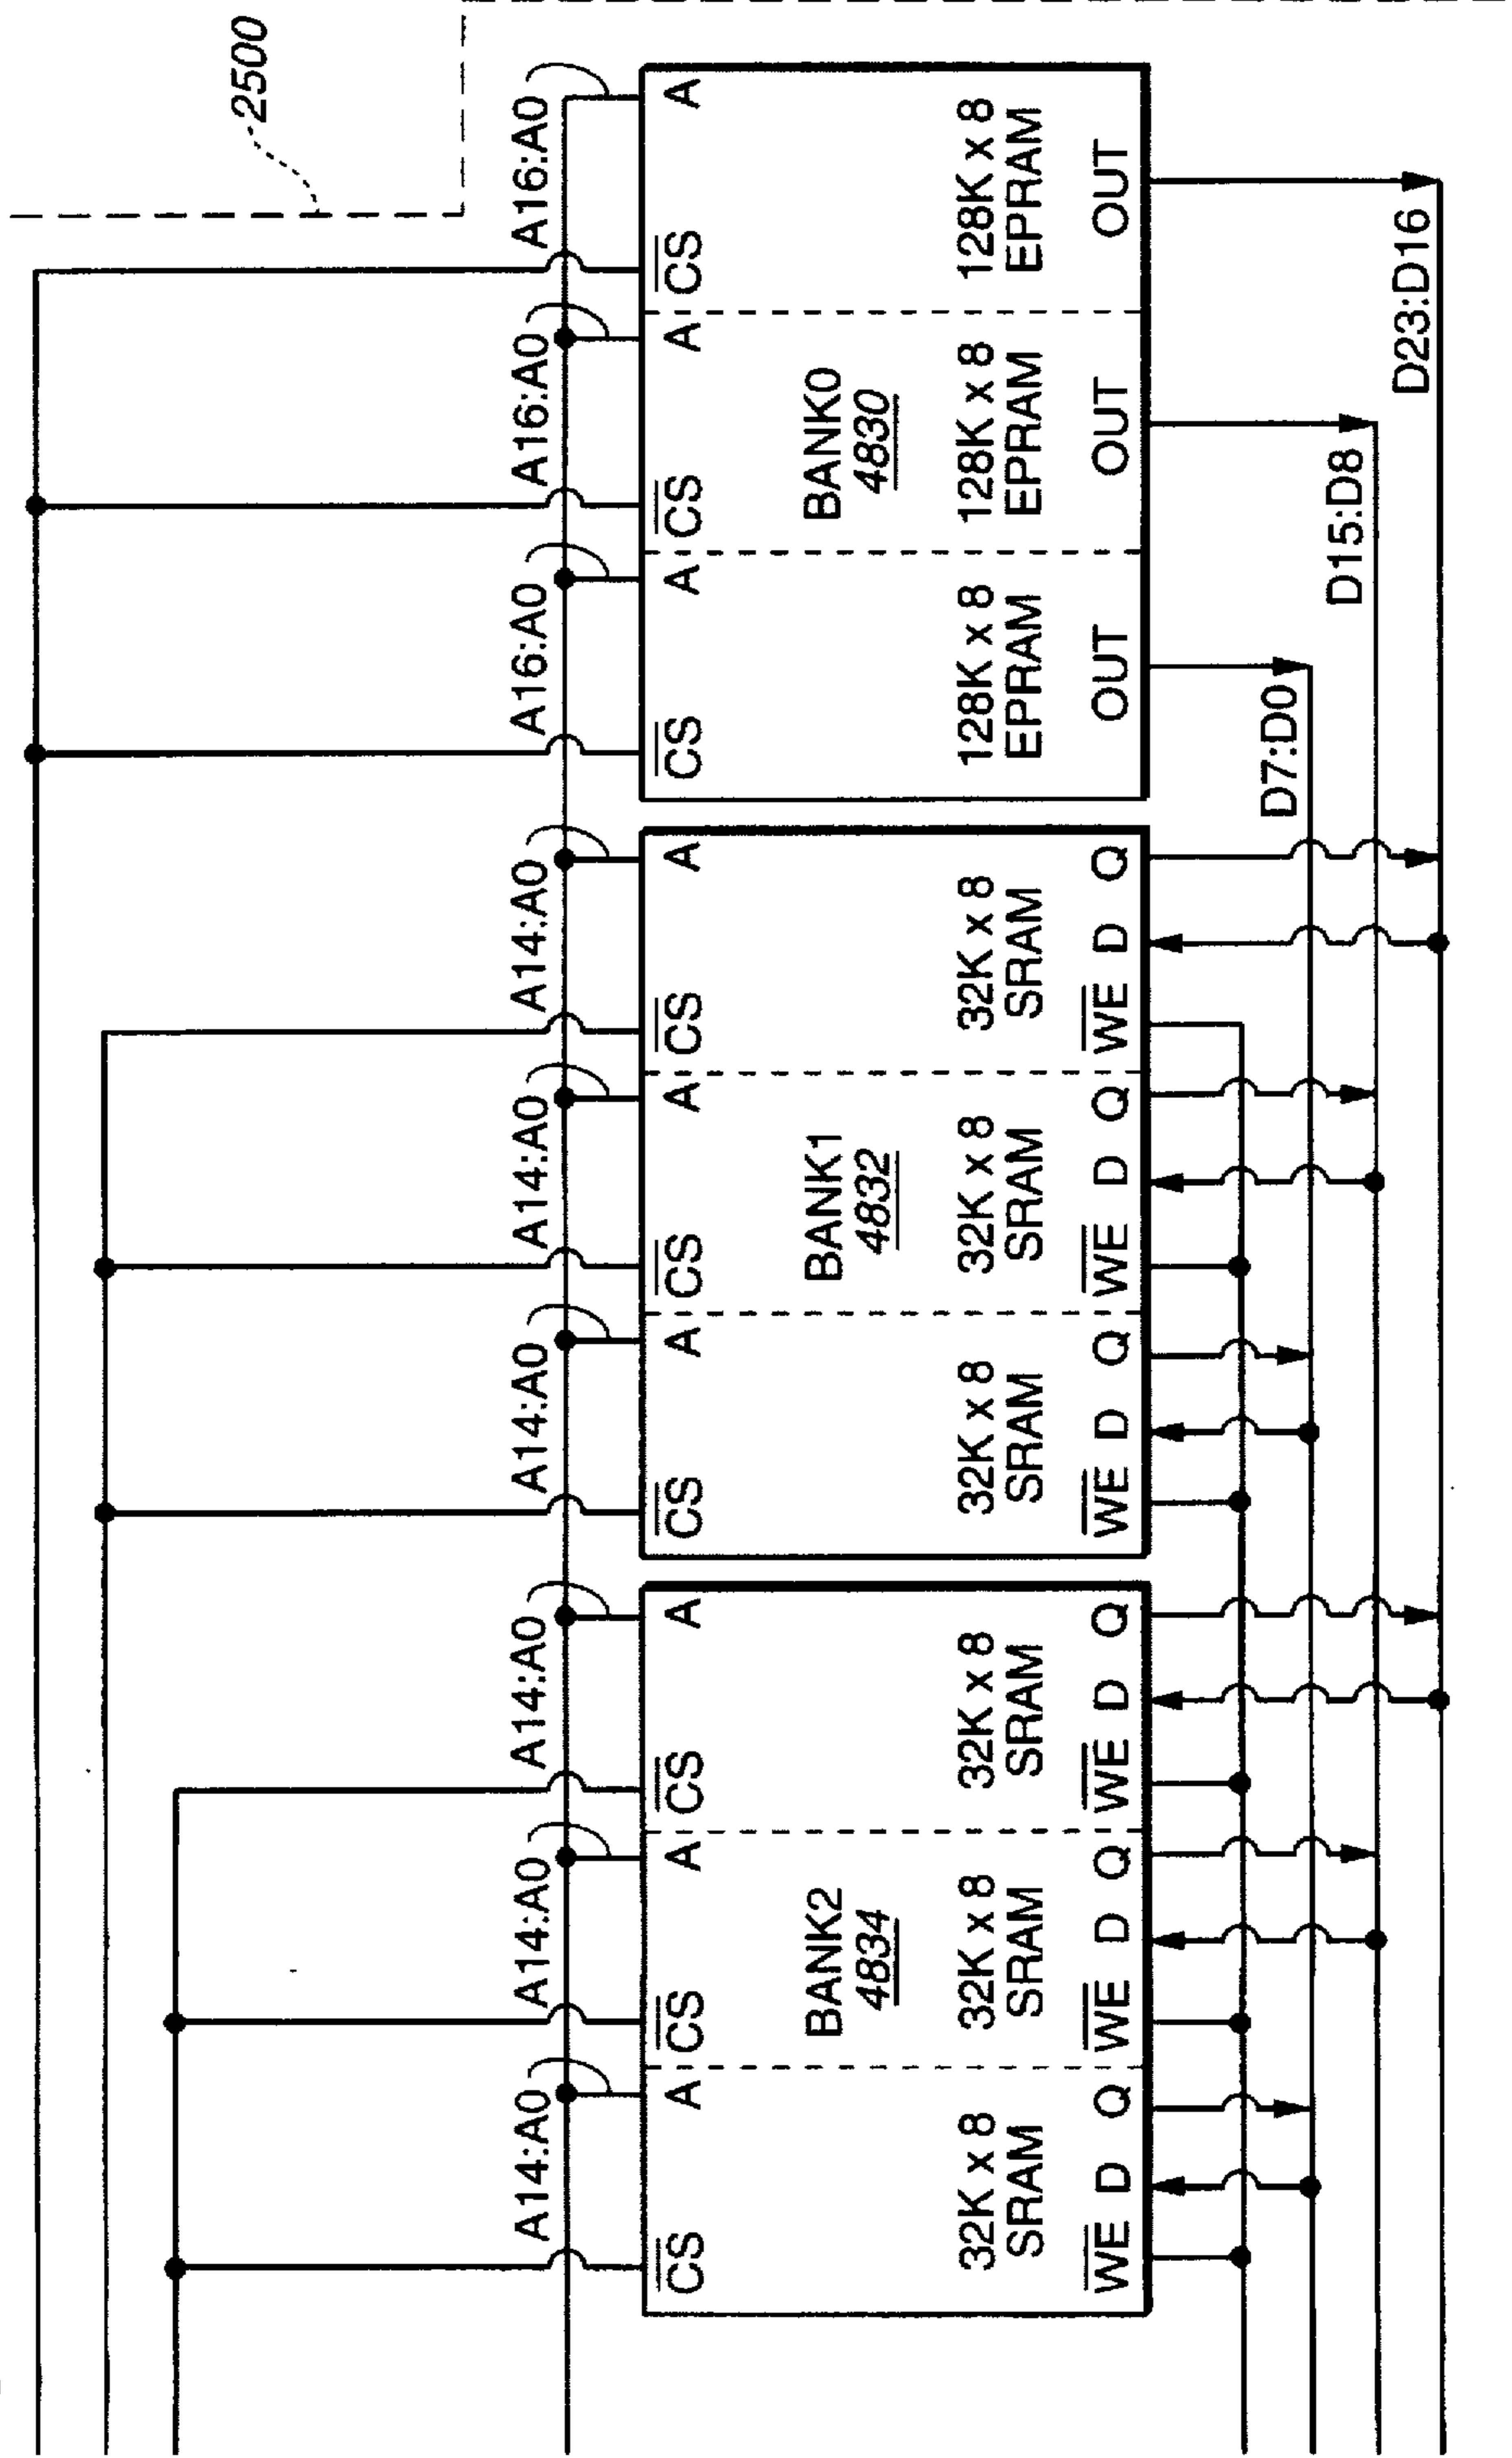 2500
A14:A0
A14:A0
A14:A0
A14:A0
A14:A0
A14:A0
A16:A0
A16:A0
A16:A0
CS
A
CS
A
CS
A
CS
A
CS
A
CS
A
CS
A
CS
A
CS
A
BANK2
4834
BANK1
4832
BANK0
4830
32K x 8
SRAM
32K x 8
SRAM
32K x 8
SRAM
32K x 8
SRAM
32K x 8
SRAM
32K x 8
SRAM
128K x 8
EPRAM
128K x 8
EPRAM
128K x 8
EPRAM
WE D Q
WE D Q
WE D Q
WE D Q
WE D Q
WE D Q
OUT
OUT
OUT
D7:D0
D15:D8
D23:D16